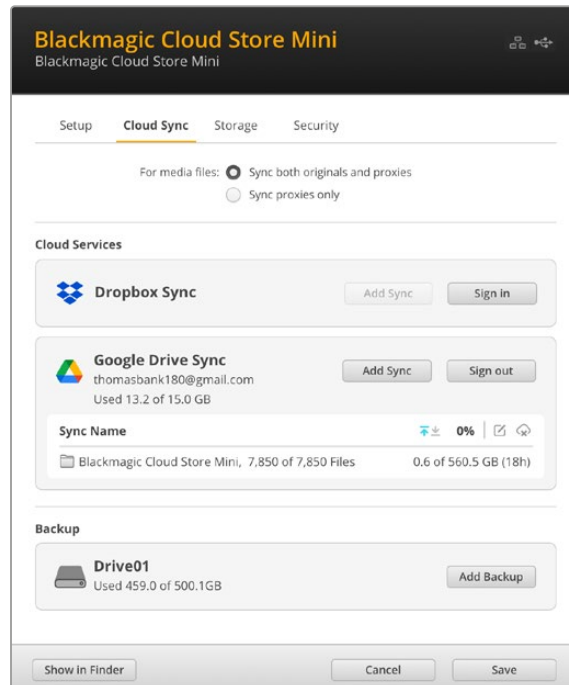 Blackmagic Cloud Store Mini
Blackmagic Cloud Store Mini
Setup Cloud Sync Storage Security
For media files: Sync both originals and proxies
Sync proxies only
Cloud Services
Dropbox Sync Add Sync Sign in
Google Drive Sync Add Sync Sign out
thomasbank180@gmail.com
Used 13.2 of 15.0 GB
Sync Name 0%
Blackmagic Cloud Store Mini, 7,850 of 7,850 Files 0.6 of 560.5 GB (18h)
Backup
Drive01 Add Backup
Used 459.0 of 500.1GB
Show in Finder Cancel Save